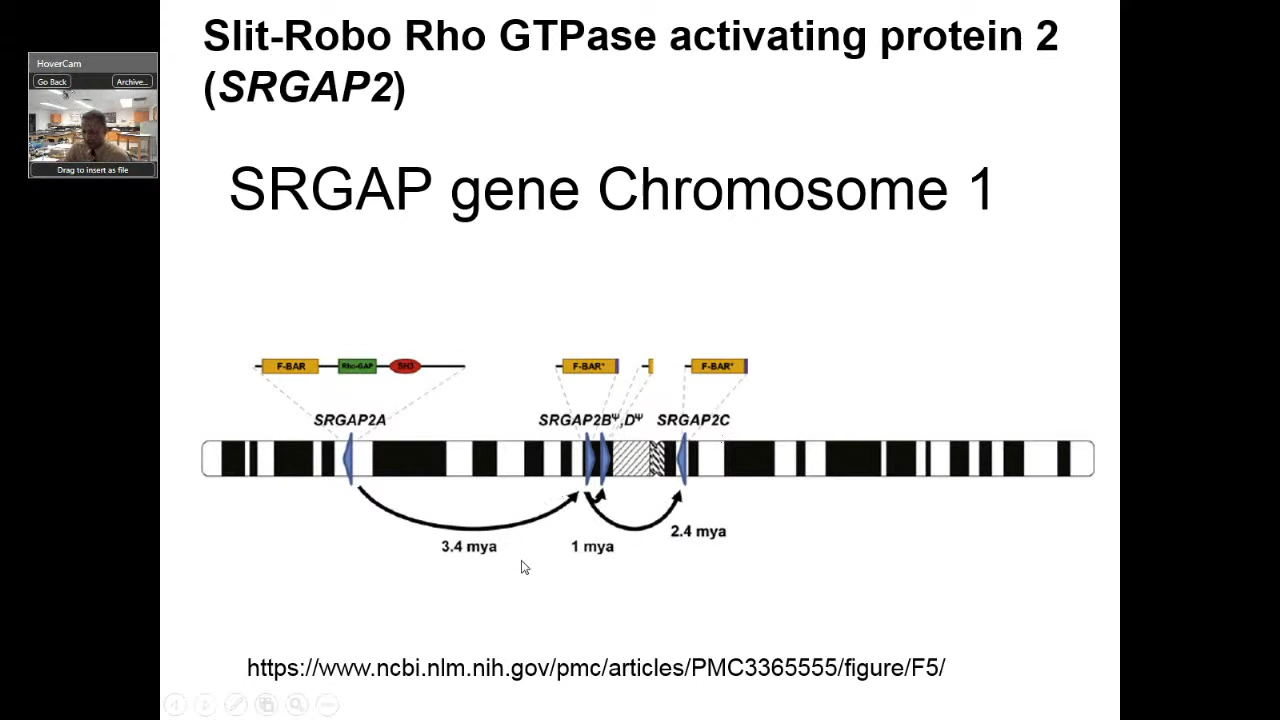 Slit-Robo Rho GTPase activating protein 2
(SRGAP2)
HoverCam
Go Back
Archive...
Drag to insert as file
SRGAP gene Chromosome 1
F-BAR
Rho-GAP
SH3
F-BAR*
F-BAR*
SRGAP2A
SRGAP2Bᴪ,Dᴪ
SRGAP2C
3.4 mya
1 mya
2.4 mya
https://www.ncbi.nlm.nih.gov/pmc/articles/PMC3365555/figure/F5/